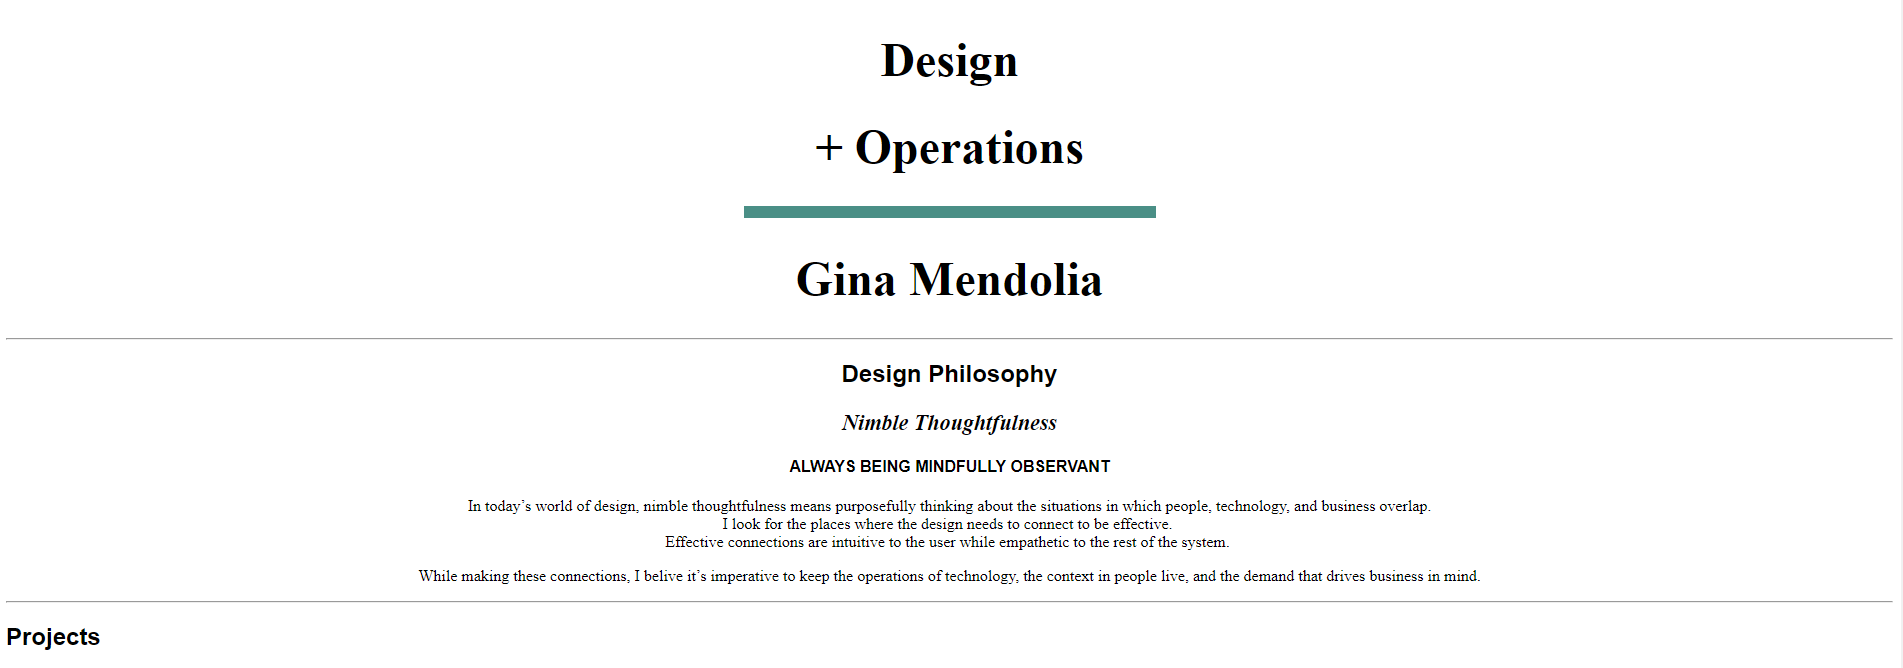 Design
+ Operations
Gina Mendolia
Design Philosophy
Nimble Thoughtfulness
ALWAYS BEING MINDFULLY OBSERVANT
In today’s world of design, nimble thoughtfulness means purposefully thinking about the situations in which people, technology, and business overlap.
I look for the places where the design needs to connect to be effective.
Effective connections are intuitive to the user while empathetic to the rest of the system.
While making these connections, I belive it’s imperative to keep the operations of technology, the context in people live, and the demand that drives business in mind.
Projects